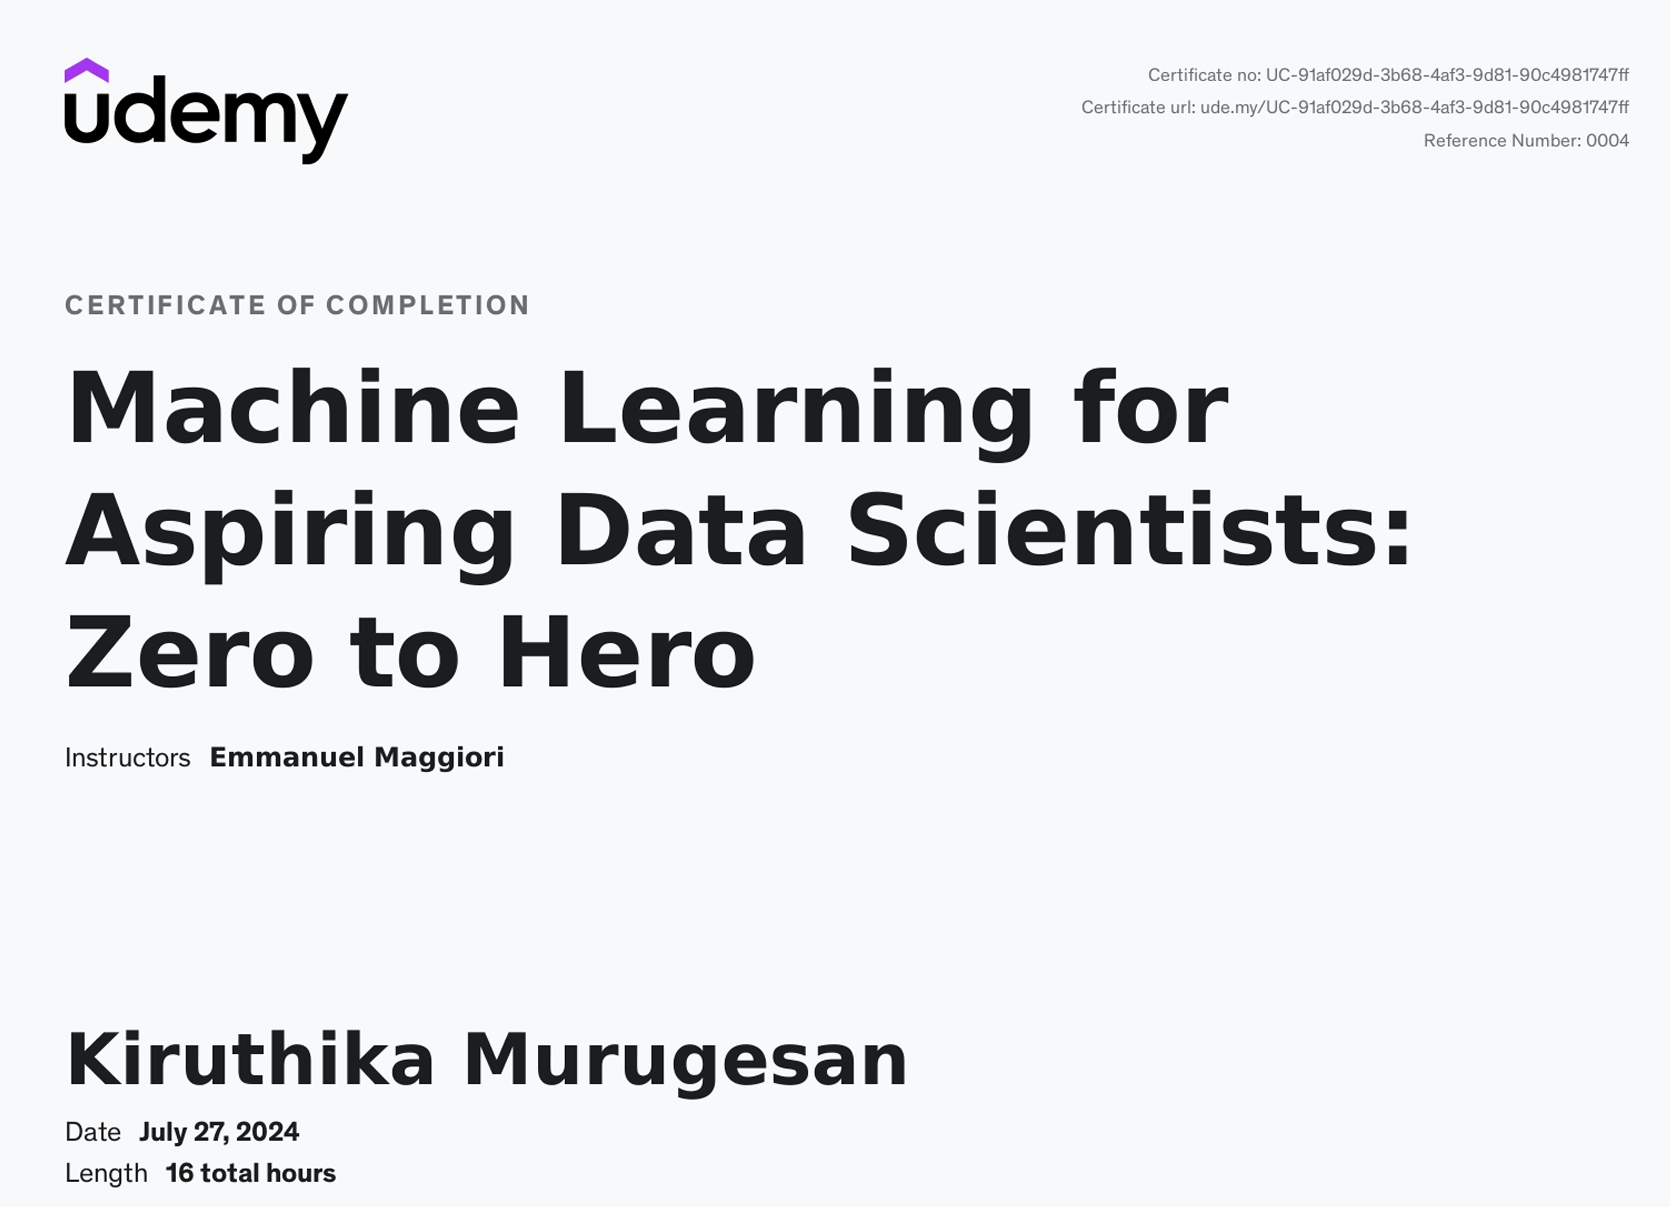 udemy
Certificate no: UC-91af029d-3b68-4af3-9d81-90c4981747ff
Certificate url: ude.my/UC-91af029d-3b68-4af3-9d81-90c4981747ff
Reference Number: 0004
CERTIFICATE OF COMPLETION
Machine Learning for
Aspiring Data Scientists:
Zero to Hero
Instructors Emmanuel Maggiori
Kiruthika Murugesan
Date July 27, 2024
Length 16 total hours